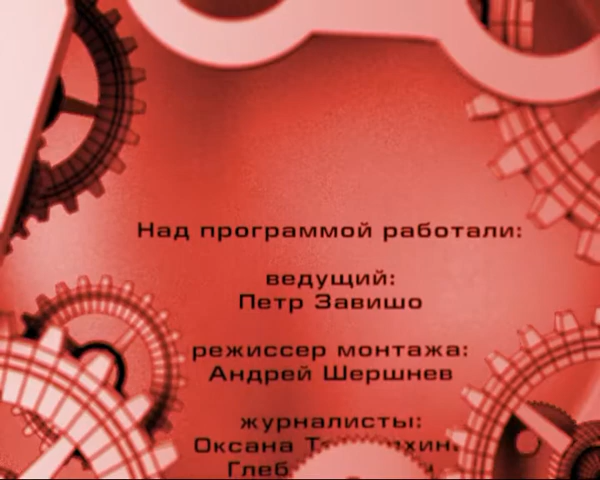 Над программой работали:
ведущий:
Петр Завишо
режиссер монтажа:
Андрей Шершнев
журналисты:
Оксана
Глеб